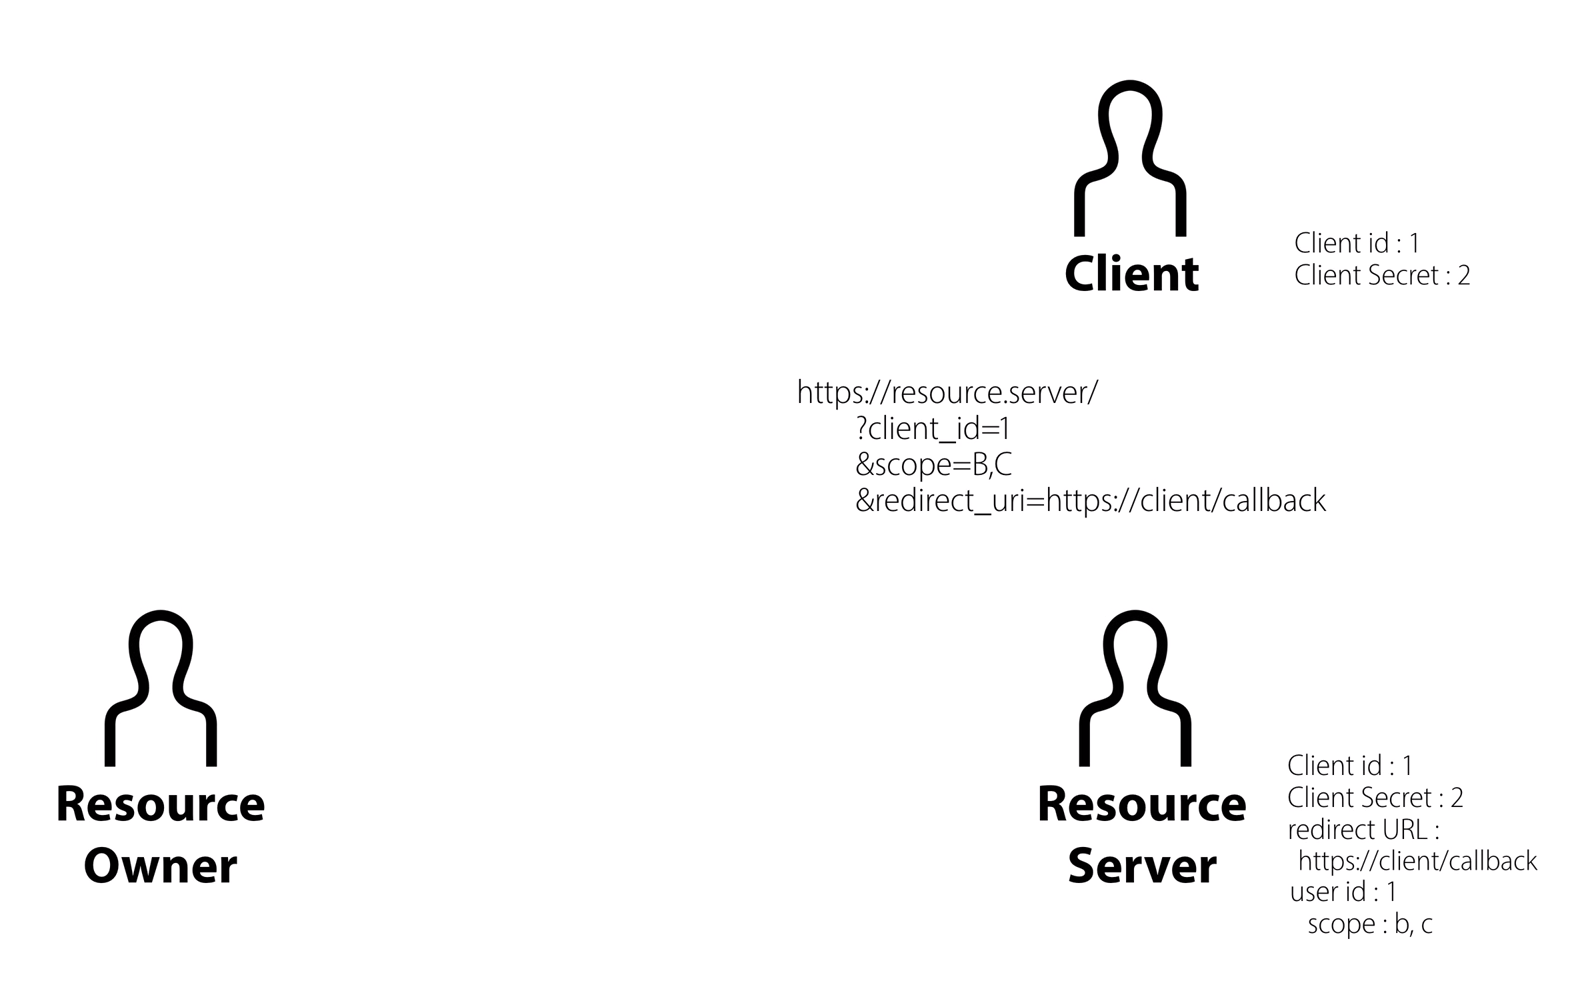 Client
Client id : 1
Client Secret : 2
https://resource.server/
?client_id=1
&scope=B,C
&redirect_uri=https://client/callback
Resource
Owner
Resource
Server
Client id : 1
Client Secret : 2
redirect URL :
https://client/callback
user id : 1
scope : b, c